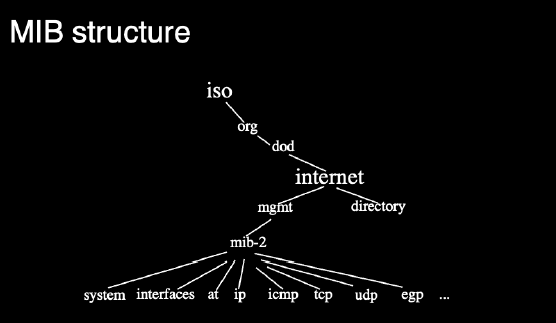 MIB structure
iso
org
dod
internet
mgmt directory
mib-2
system interfaces at ip icmp tcp udp egp ...